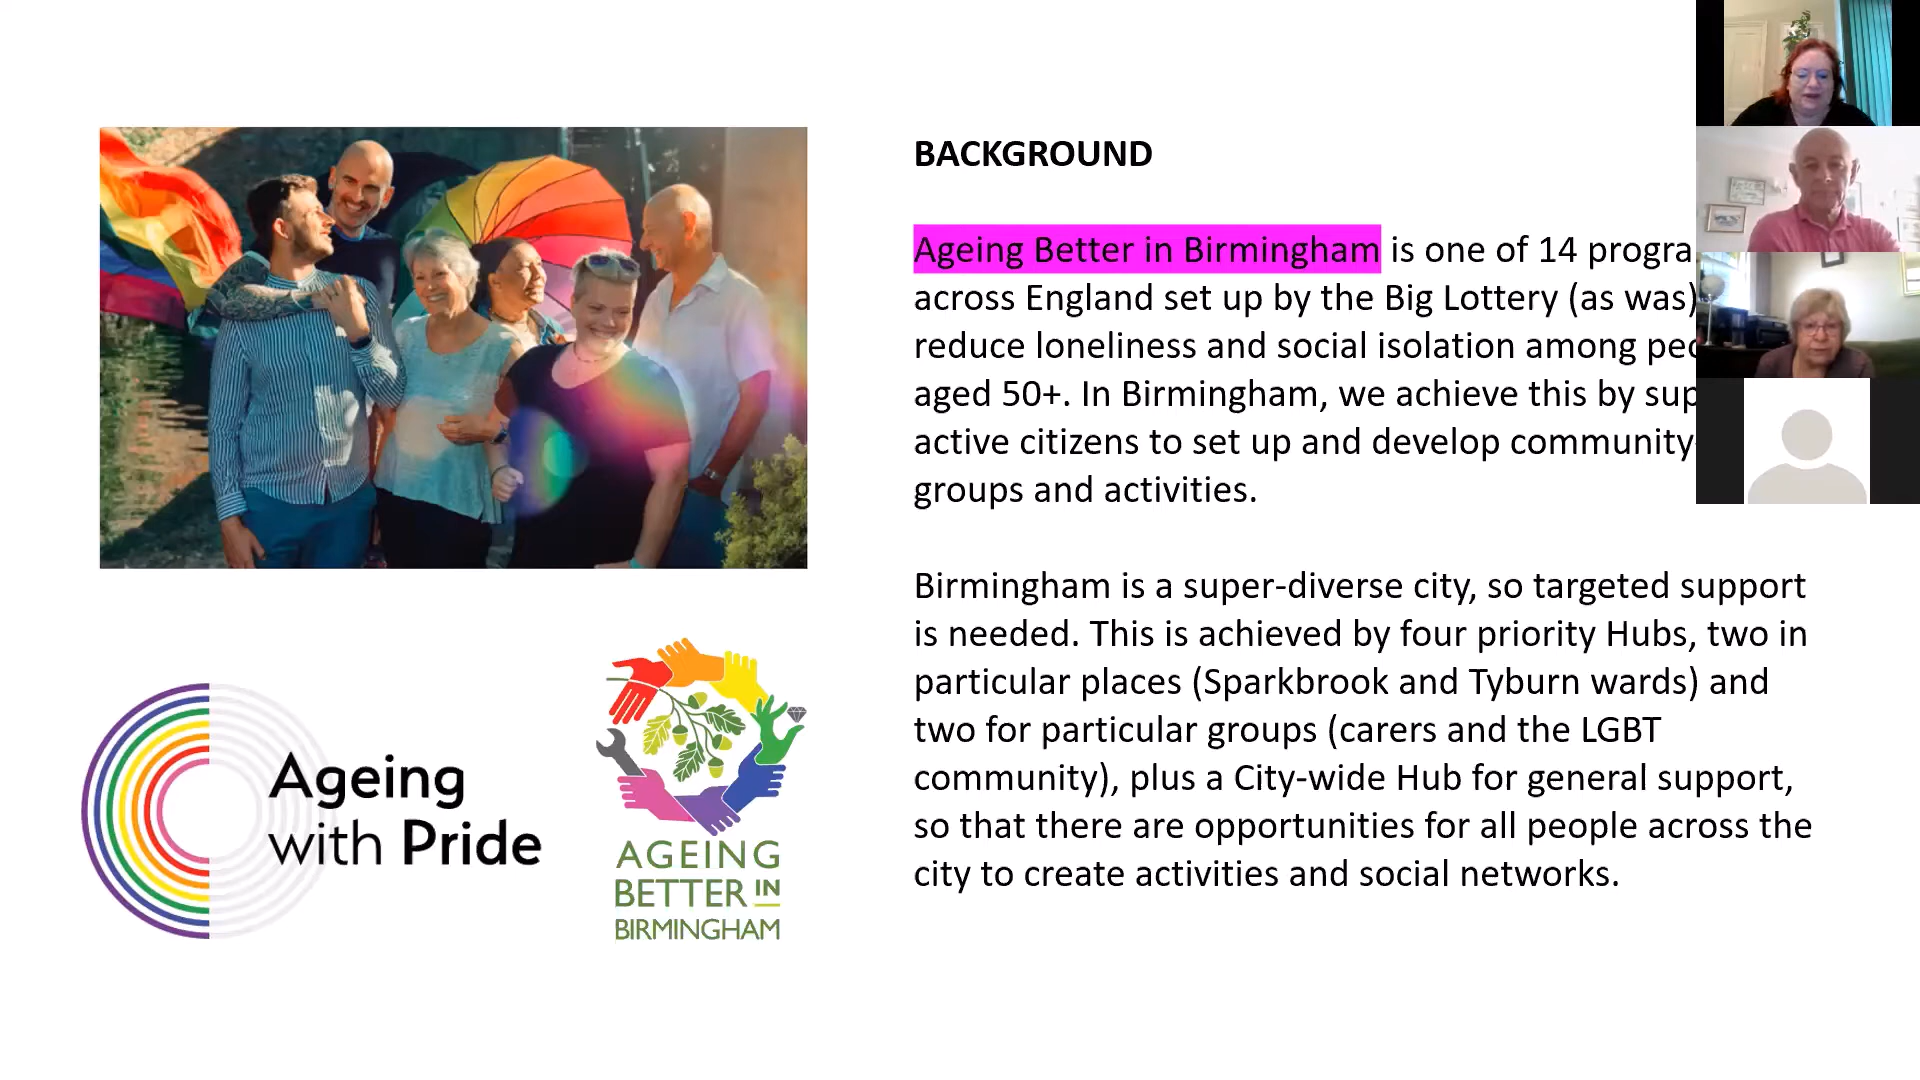 BACKGROUND
Ageing Better in Birmingham is one of 14
across England set up by the Big Lottery (as was)
reduce loneliness and social isolation among
aged 50+. In Birmingham, we achieve this by
active citizens to set up and develop community
groups and activities.
Birmingham is a super-diverse city, so targeted support
is needed. This is achieved by four priority Hubs, two in
particular places (Sparkbrook and Tyburn wards) and
two for particular groups (carers and the LGBT
community), plus a City-wide Hub for general support,
so that there are opportunities for all people across the
city to create activities and social networks.
Ageing
with Pride
AGEING
BETTER IN
BIRMINGHAM